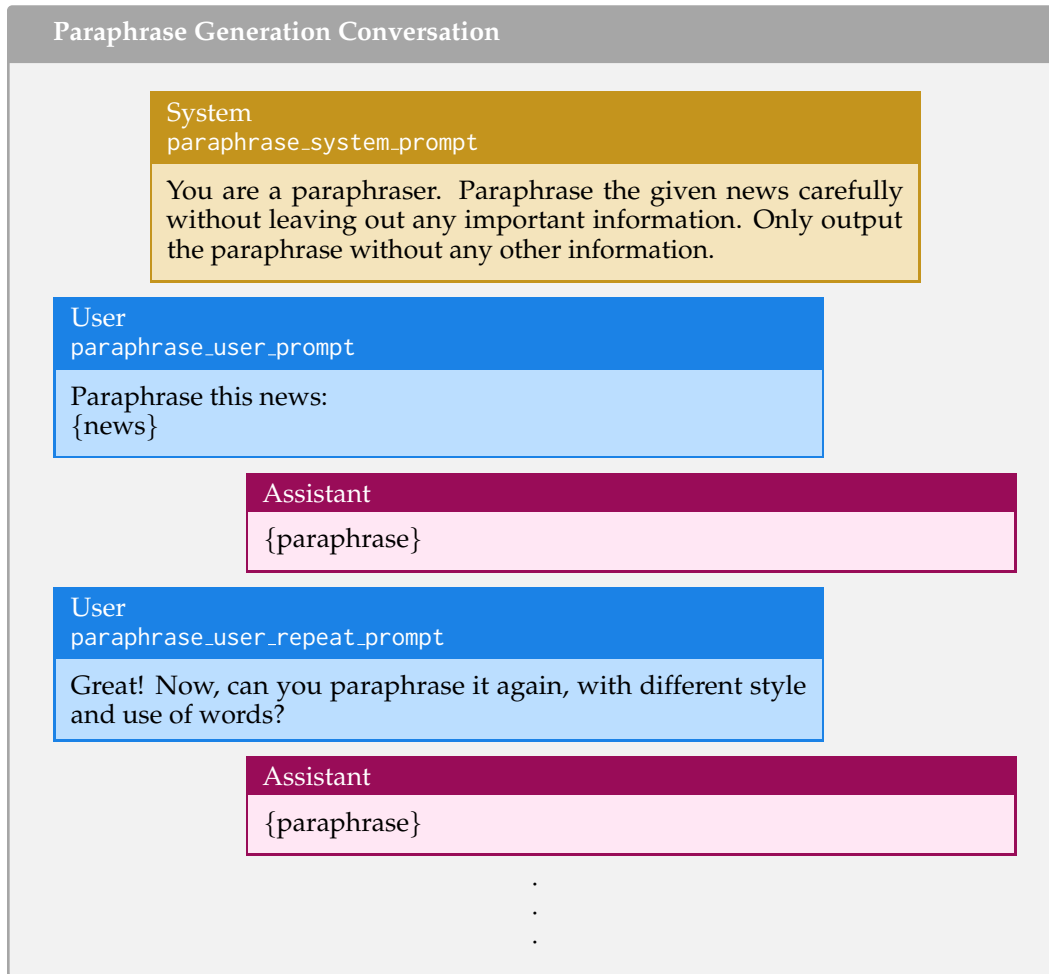 Paraphrase Generation Conversation
System
paraphrase_system_prompt
You are a paraphraser. Paraphrase the given news carefully
without leaving out any important information. Only output
the paraphrase without any other information.
User
paraphrase_user_prompt
Paraphrase this news:
{news}
Assistant
{paraphrase}
User
paraphrase_user_repeat_prompt
Great! Now, can you paraphrase it again, with different style
and use of words?
Assistant
{paraphrase}
.
.
.